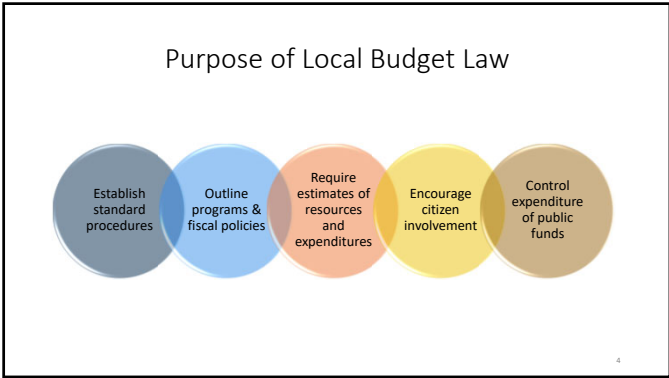 Purpose of Local Budget Law
Establish
standard
procedures
Outline
programs &
fiscal policies
Require
estimates of
resources
and
expenditures
Encourage
citizen
involvement
Control
expenditure
of public
funds
4